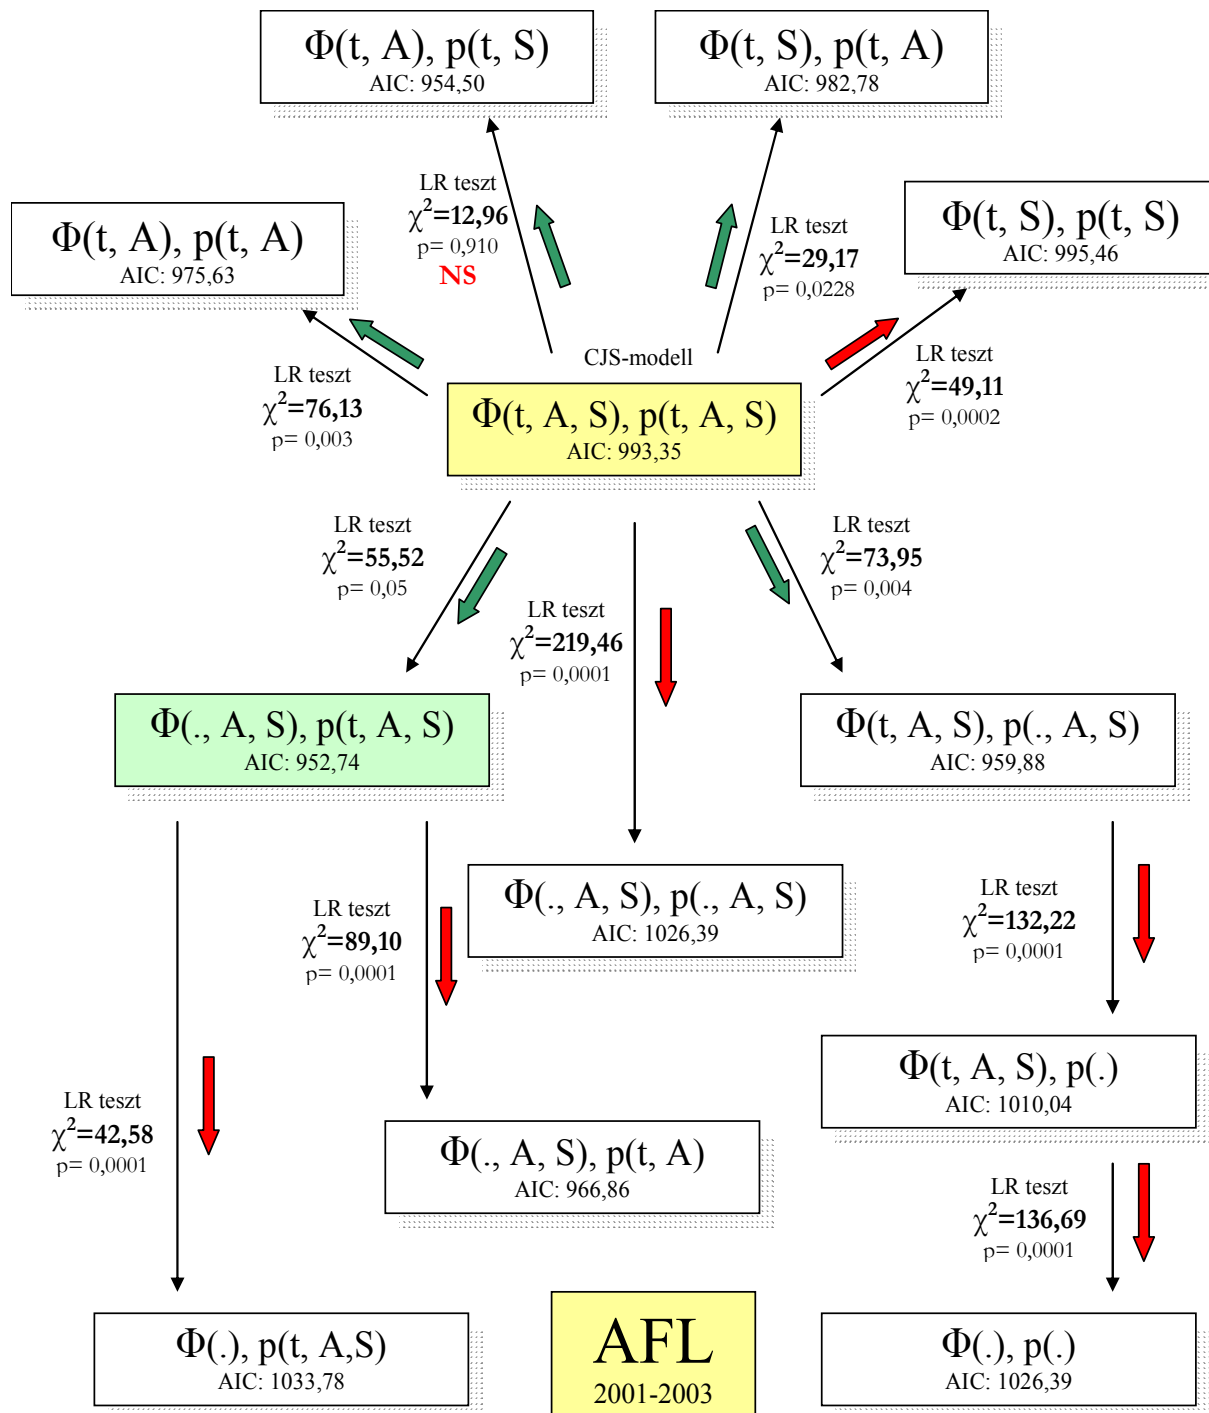 Φ(t, A), p(t, S)
AIC: 954,50
Φ(t, S), p(t, A)
AIC: 982,78
LR teszt
χ²=12,96
p= 0,910
NS
LR teszt
χ²=29,17
p= 0,0228
Φ(t, A), p(t, A)
AIC: 975,63
Φ(t, S), p(t, S)
AIC: 995,46
LR teszt
χ²=76,13
p= 0,003
LR teszt
χ²=49,11
p= 0,0002
CJS-modell
Φ(t, A, S), p(t, A, S)
AIC: 993,35
LR teszt
χ²=55,52
p= 0,05
LR teszt
χ²=219,46
p= 0,0001
LR teszt
χ²=73,95
p= 0,004
Φ(., A, S), p(t, A, S)
AIC: 952,74
Φ(t, A, S), p(., A, S)
AIC: 959,88
Φ(., A, S), p(., A, S)
AIC: 1026,39
LR teszt
χ²=89,10
p= 0,0001
LR teszt
χ²=132,22
p= 0,0001
Φ(t, A, S), p(.)
AIC: 1010,04
LR teszt
χ²=42,58
p= 0,0001
Φ(., A, S), p(t, A)
AIC: 966,86
LR teszt
χ²=136,69
p= 0,0001
Φ(.), p(t, A,S)
AIC: 1033,78
AFL
2001-2003
Φ(.), p(.)
AIC: 1026,39